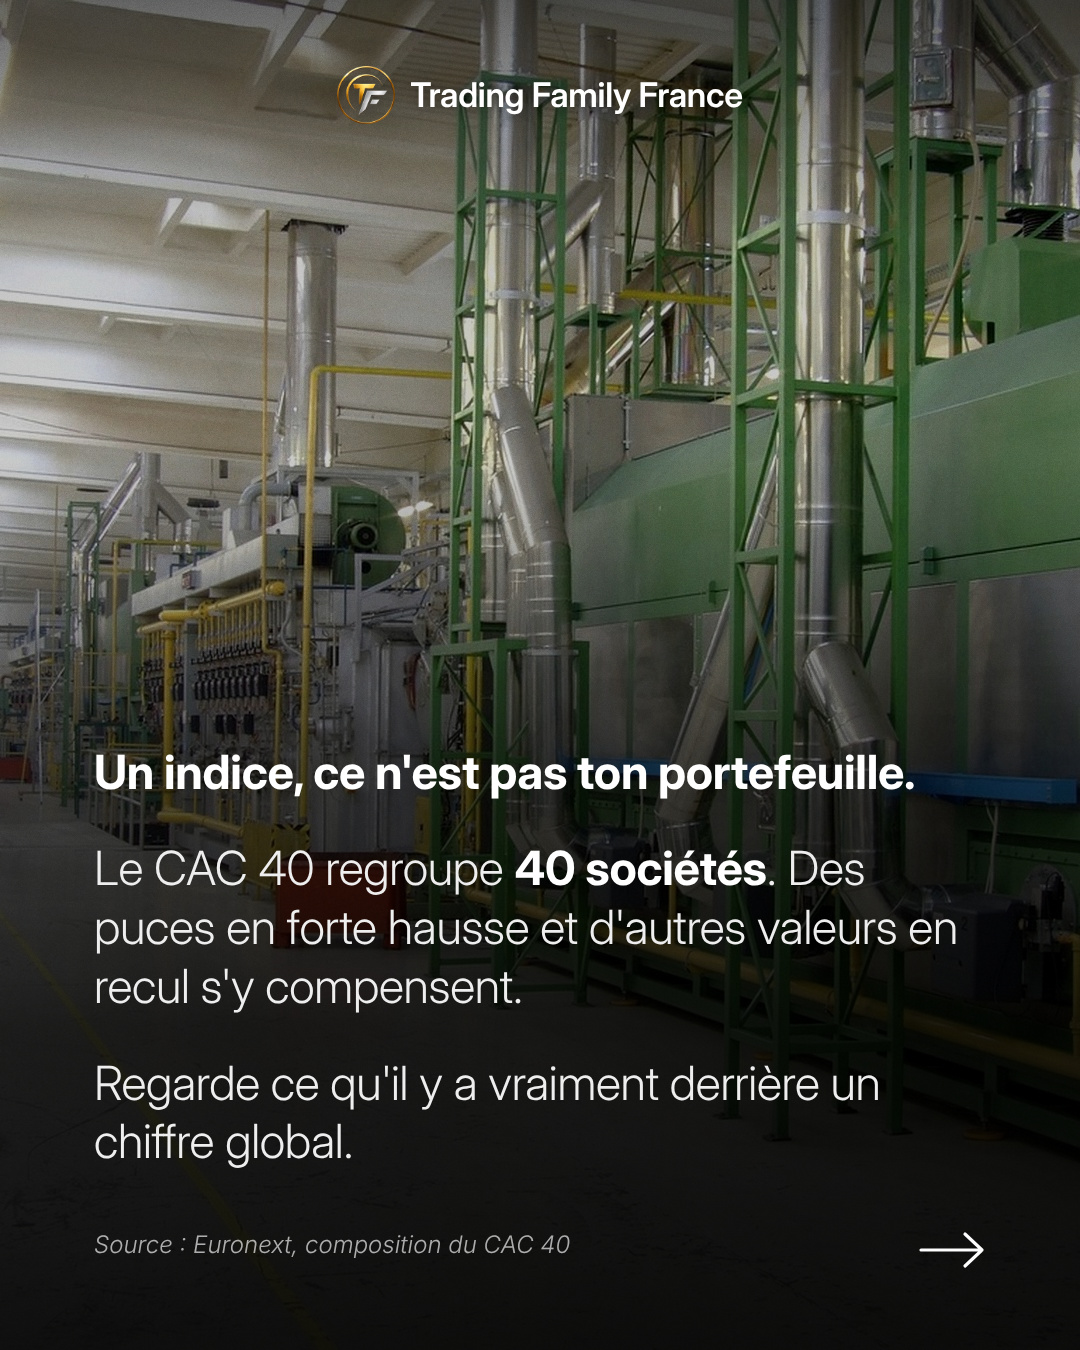 TF Trading Family France
Un indice, ce n'est pas ton portefeuille.
Le CAC 40 regroupe 40 sociétés. Des
puces en forte hausse et d'autres valeurs en
recul s'y compensent.
Regarde ce qu'il y a vraiment derrière un
chiffre global.
Source : Euronext, composition du CAC 40